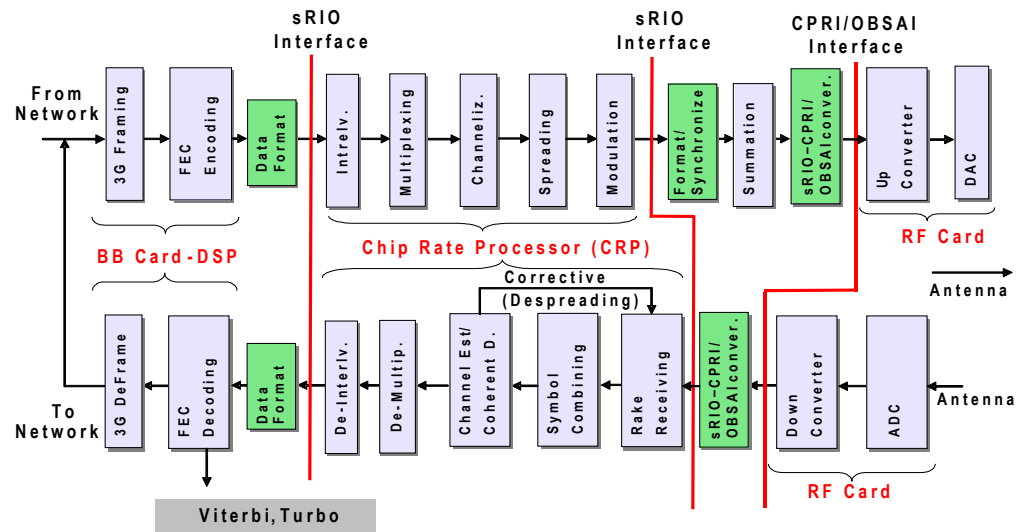 sRIO
Interface
sRIO
Interface
CPRI/OBSAI
Interface
From
Network
3G Framing
FEC
Encoding
Data
Format
Intrelv.
Multiplexing
Channeliz.
Spreading
Modulation
Format/
Synchronize
Summation
sRIO-CPRI/
OBSAIconver.
Up
Converter
DAC
BB Card-DSP
Chip Rate Processor (CRP)
RF Card
Corrective
(Despreading)
Antenna
3G DeFrame
FEC
Decoding
Data
Format
De-Interlv.
De-Multip.
Channel Est/
Coherent D.
Symbol
Combining
Rake
Receiving
sRIO-CPRI/
OBSAIconver.
Down
Converter
ADC
Antenna
To
Network
RF Card
Viterbi,Turbo